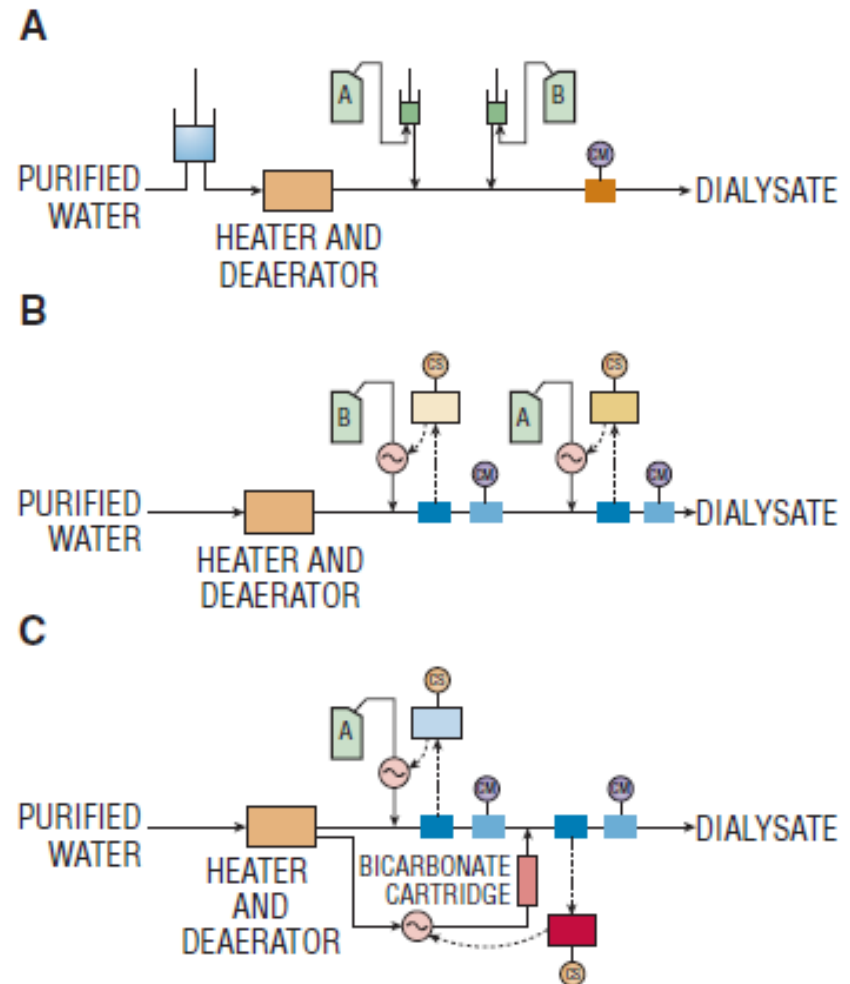 A
A
B
CM
PURIFIED
WATER
DIALYSATE
HEATER AND
DEAERATOR
B
CS
CS
B
A
CM
CM
PURIFIED
WATER
DIALYSATE
HEATER AND
DEAERATOR
C
CS
A
CM
CM
PURIFIED
WATER
DIALYSATE
HEATER
AND
DEAERATOR
BICARBONATE
CARTRIDGE
CS